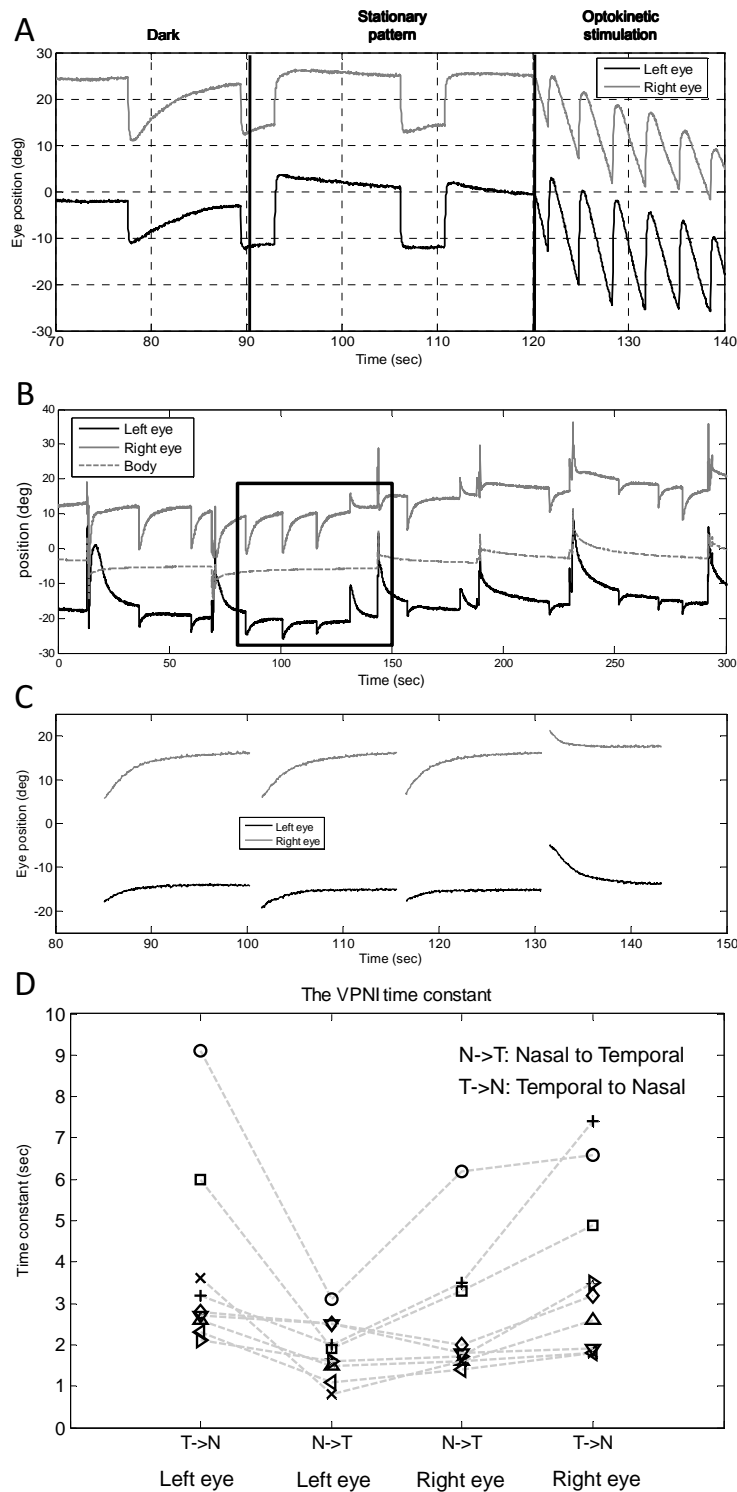 A
Dark
Stationary
pattern
Optokinetic
stimulation
30
20
10
0
-10
-20
-30
Eye position (deg)
Left eye
Right eye
70 80 90 100 110 120 130 140
Time (sec)
B
40
30
20
10
0
-10
-20
-30
position (deg)
Left eye
Right eye
Body
0 50 100 150 200 250 300
Time (sec)
C
20
10
0
-10
-20
Eye position (deg)
Left eye
Right eye
80 90 100 110 120 130 140 150
Time (sec)
D
The VPNI time constant
10
9
8
7
6
5
4
3
2
1
0
Time constant (sec)
N->T: Nasal to Temporal
T->N: Temporal to Nasal
T->N N->T N->T T->N
Left eye Left eye Right eye Right eye